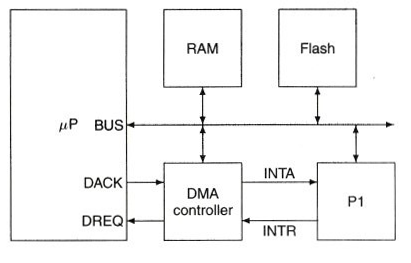 RAM
Flash
μP BUS
DACK
DREQ
DMA
controller
INTA
INTR
P1